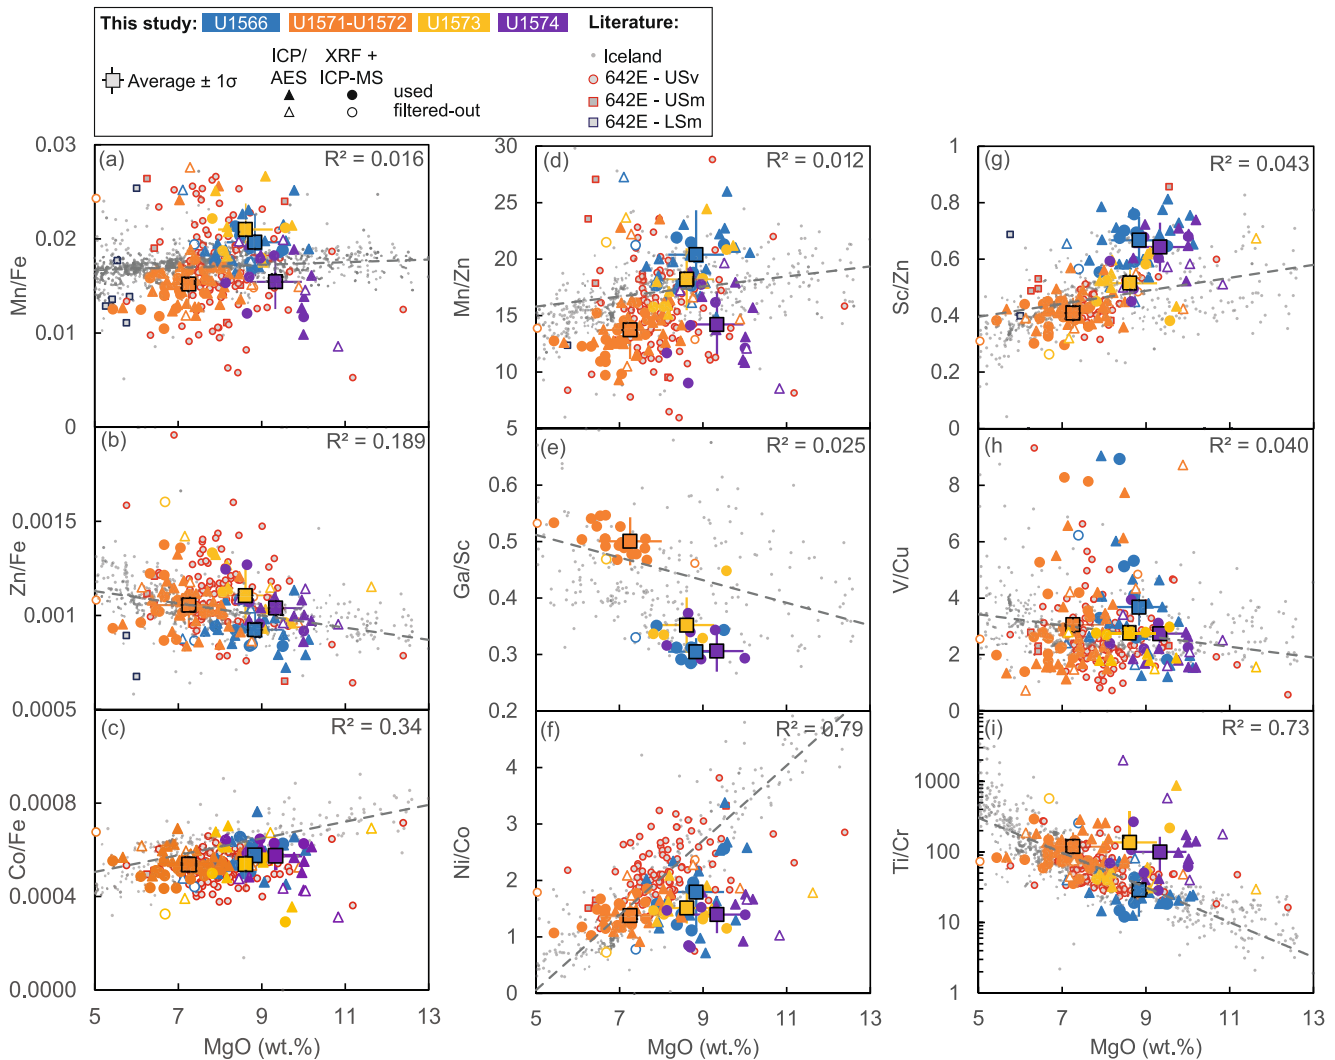 This study: U1566 U1571-U1572 U1573 U1574 Literature:
ICP/ AES XRF + ICP-MS
Average ± 1σ
used
filtered-out
Iceland
642E - USv
642E - USm
642E - LSm
(a) R² = 0.016
Mn/Fe
0.03
0.02
0.01
0
(b) R² = 0.189
Zn/Fe
0.0015
0.001
0.0005
(c) R² = 0.34
Co/Fe
0.0008
0.0004
0.0000
5 7 9 11 13
MgO (wt.%)
(d) R² = 0.012
Mn/Zn
30
25
20
15
10
5
(e) R² = 0.025
Ga/Sc
0.6
0.5
0.4
0.3
0.2
(f) R² = 0.79
Ni/Co
4
3
2
1
0
5 7 9 11 13
MgO (wt.%)
(g) R² = 0.043
Sc/Zn
1
0.8
0.6
0.4
0.2
0
(h R² = 0.040
V/Cu
8
6
4
2
0
(i) R² = 0.73
Ti/Cr
1000
100
10
1
5 7 9 11 13
MgO (wt.%)